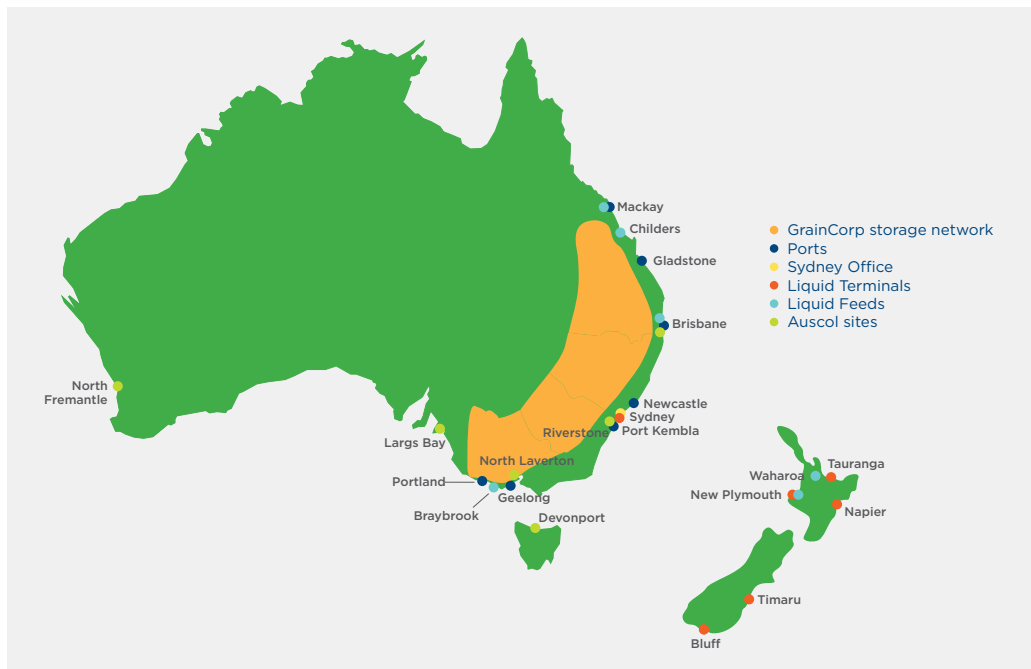 Mackay
Childers
Gladstone
GrainCorp storage network
Ports
Sydney Office
Liquid Terminals
Liquid Feeds
Auscol sites
Brisbane
North
Fremantle
Newcastle
Sydney
Port Kembla
Riverstone
Largs Bay
North Laverton
Portland
Geelong
Braybrook
Devonport
Tauranga
Waharoa
New Plymouth
Napier
Timaru
Bluff